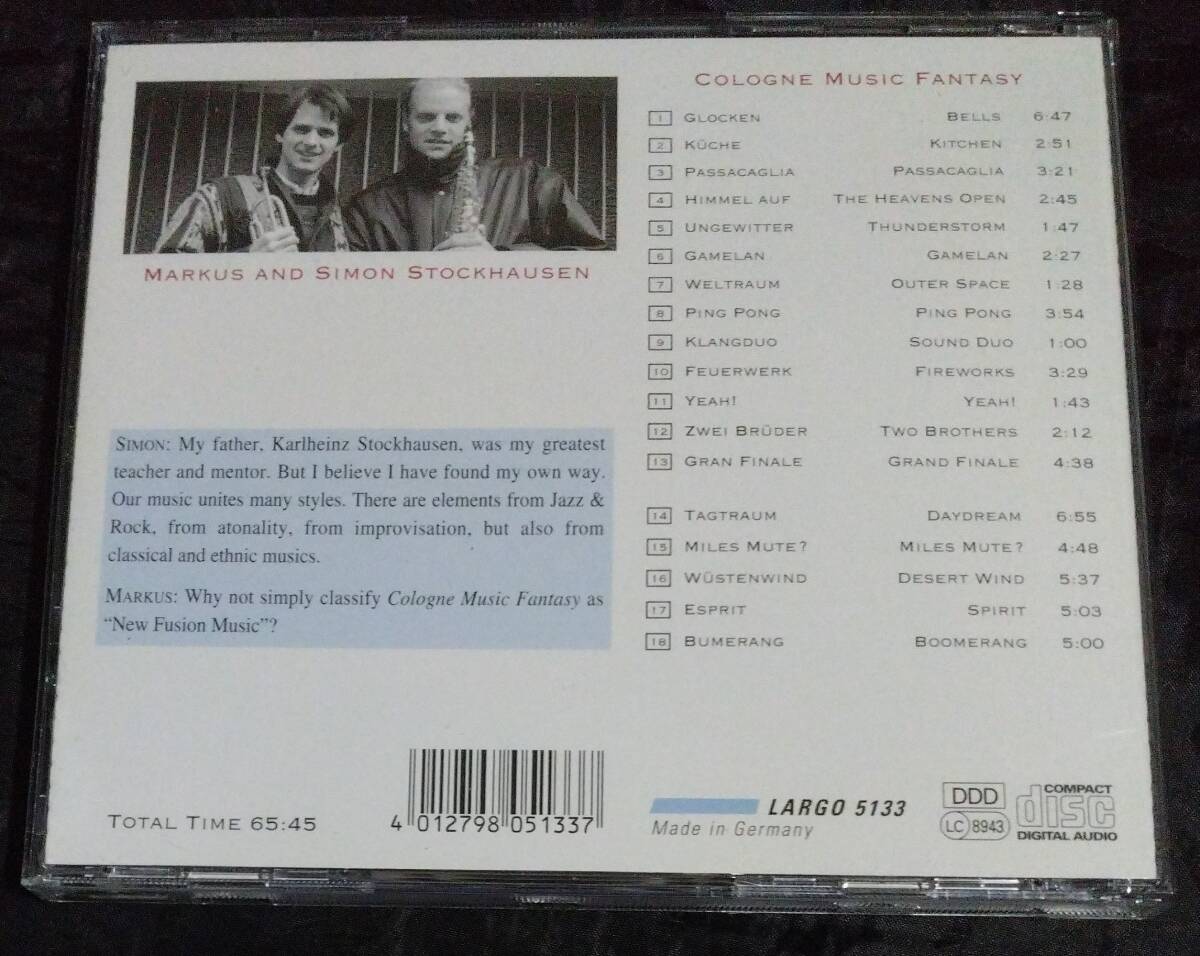 MARKUS AND SIMON STOCKHAUSEN
SIMON: My father, Karlheinz Stockhausen, was my greatest
teacher and mentor. But I believe I have found my own way.
Our music unites many styles. There are elements from Jazz &
Rock, from atonality, from improvisation, but also from
classical and ethnic musics.
MARKUS: Why not simply classify Cologne Music Fantasy as
“New Fusion Music”?
COLOGNE MUSIC FANTASY
1 GLOCKEN BELLS 6:47
2 KÜCHE KITCHEN 2:51
3 PASSACAGLIA PASSACAGLIA 3:21
4 HIMMEL AUF THE HEAVENS OPEN 2:45
5 UNGEWITTER THUNDERSTORM 1:47
6 GAMELAN GAMELAN 2:27
7 WELTRAUM OUTER SPACE 1:28
8 PING PONG PING PONG 3:54
9 KLANGDUO SOUND DUO 1:00
10 FEUERWERK FIREWORKS 3:29
11 YEAH! YEAH! 1:43
12 ZWEI BRÜDER TWO BROTHERS 2:12
13 GRAN FINALE GRAND FINALE 4:38
14 TAGTRAUM DAYDREAM 6:55
15 MILES MUTE? MILES MUTE? 4:48
16 WÜSTENWIND DESERT WIND 5:37
17 ESPRIT SPIRIT 5:03
18 BUMERANG BOOMERANG 5:00
TOTAL TIME 65:45
4 012798 051337
LARGO 5133
Made in Germany
DDD
LC 8943
COMPACT
disc
DIGITAL AUDIO